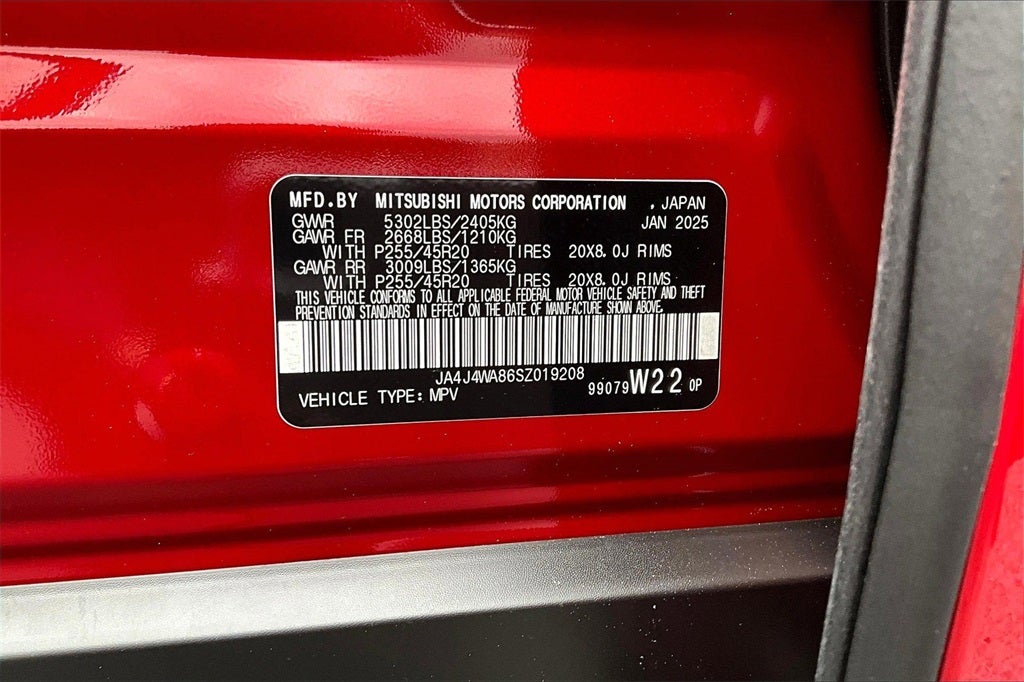 MFD.BY MITSUBISHI MOTORS CORPORATION , JAPAN
GWR 5302LBS/2405KG JAN 2025
GAWR FR 2668LBS/1210KG
WITH P255/45R20 TIRES 20X8.0J RIMS
GAWR RR 3009LBS/1365KG
WITH P255/45R20 TIRES 20X8.0J RIMS
THIS VEHICLE CONFORMS TO ALL APPLICABLE FEDERAL MOTOR VEHICLE SAFETY AND THEFT
PREVENTION STANDARDS IN EFFECT ON THE DATE OF MANUFACTURE SHOWN ABOVE.
JA4J4WA86SZ019208
VEHICLE TYPE: MPV 99079 W22 0P